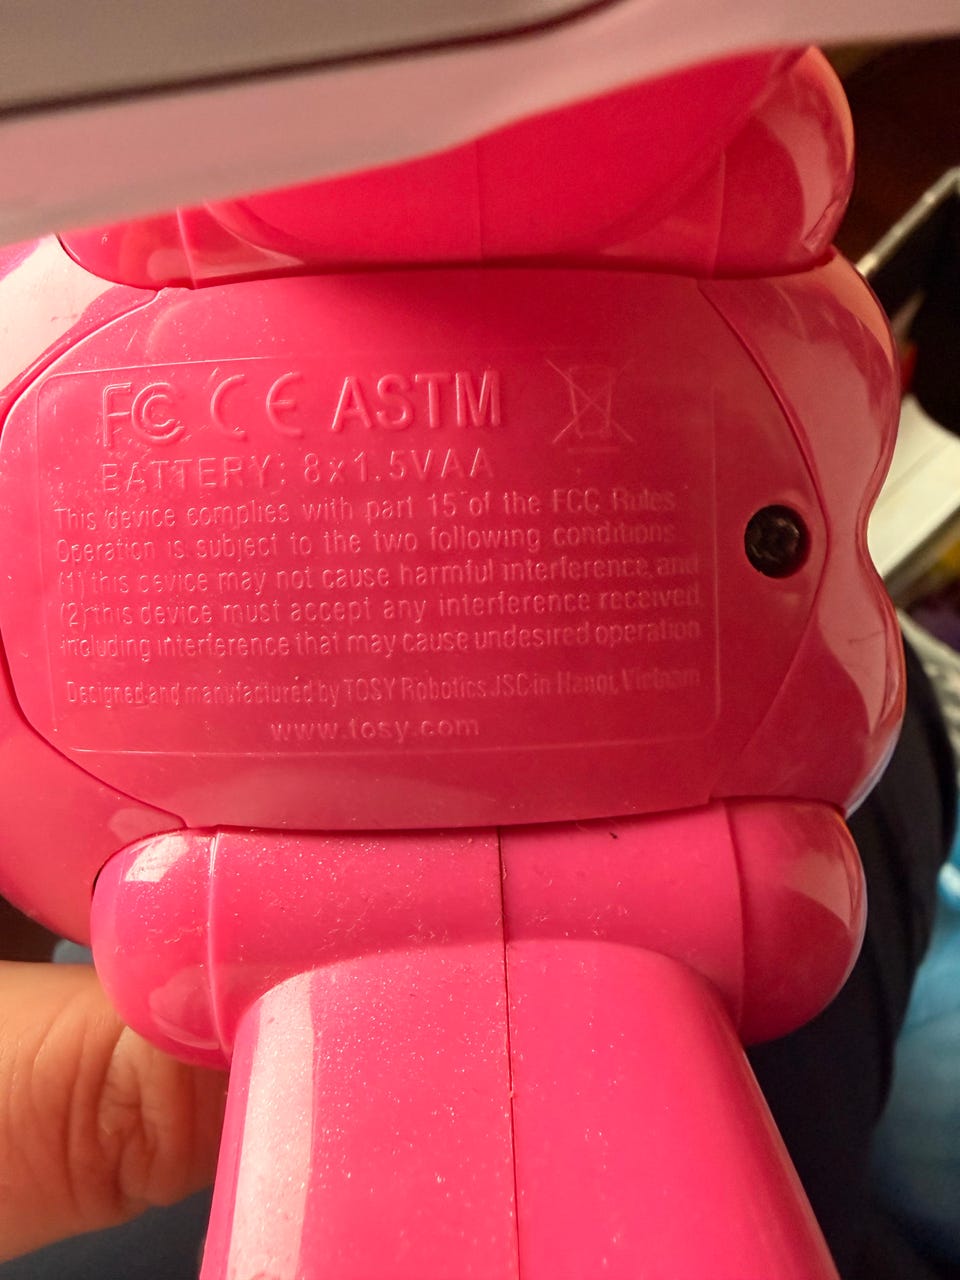 FC CE ASTM
BATTERY: 8x1.5VAA
This device complies with part 15 of the FCC Rules
Operation is subject to the two following conditions
(1) this device may not cause harmful interference, and
(2) this device must accept any interference received
including interference that may cause undesired operation
Designed and manufactured by TOSY Robotics JSC in Hanoi, Vietnam
www.tosy.com